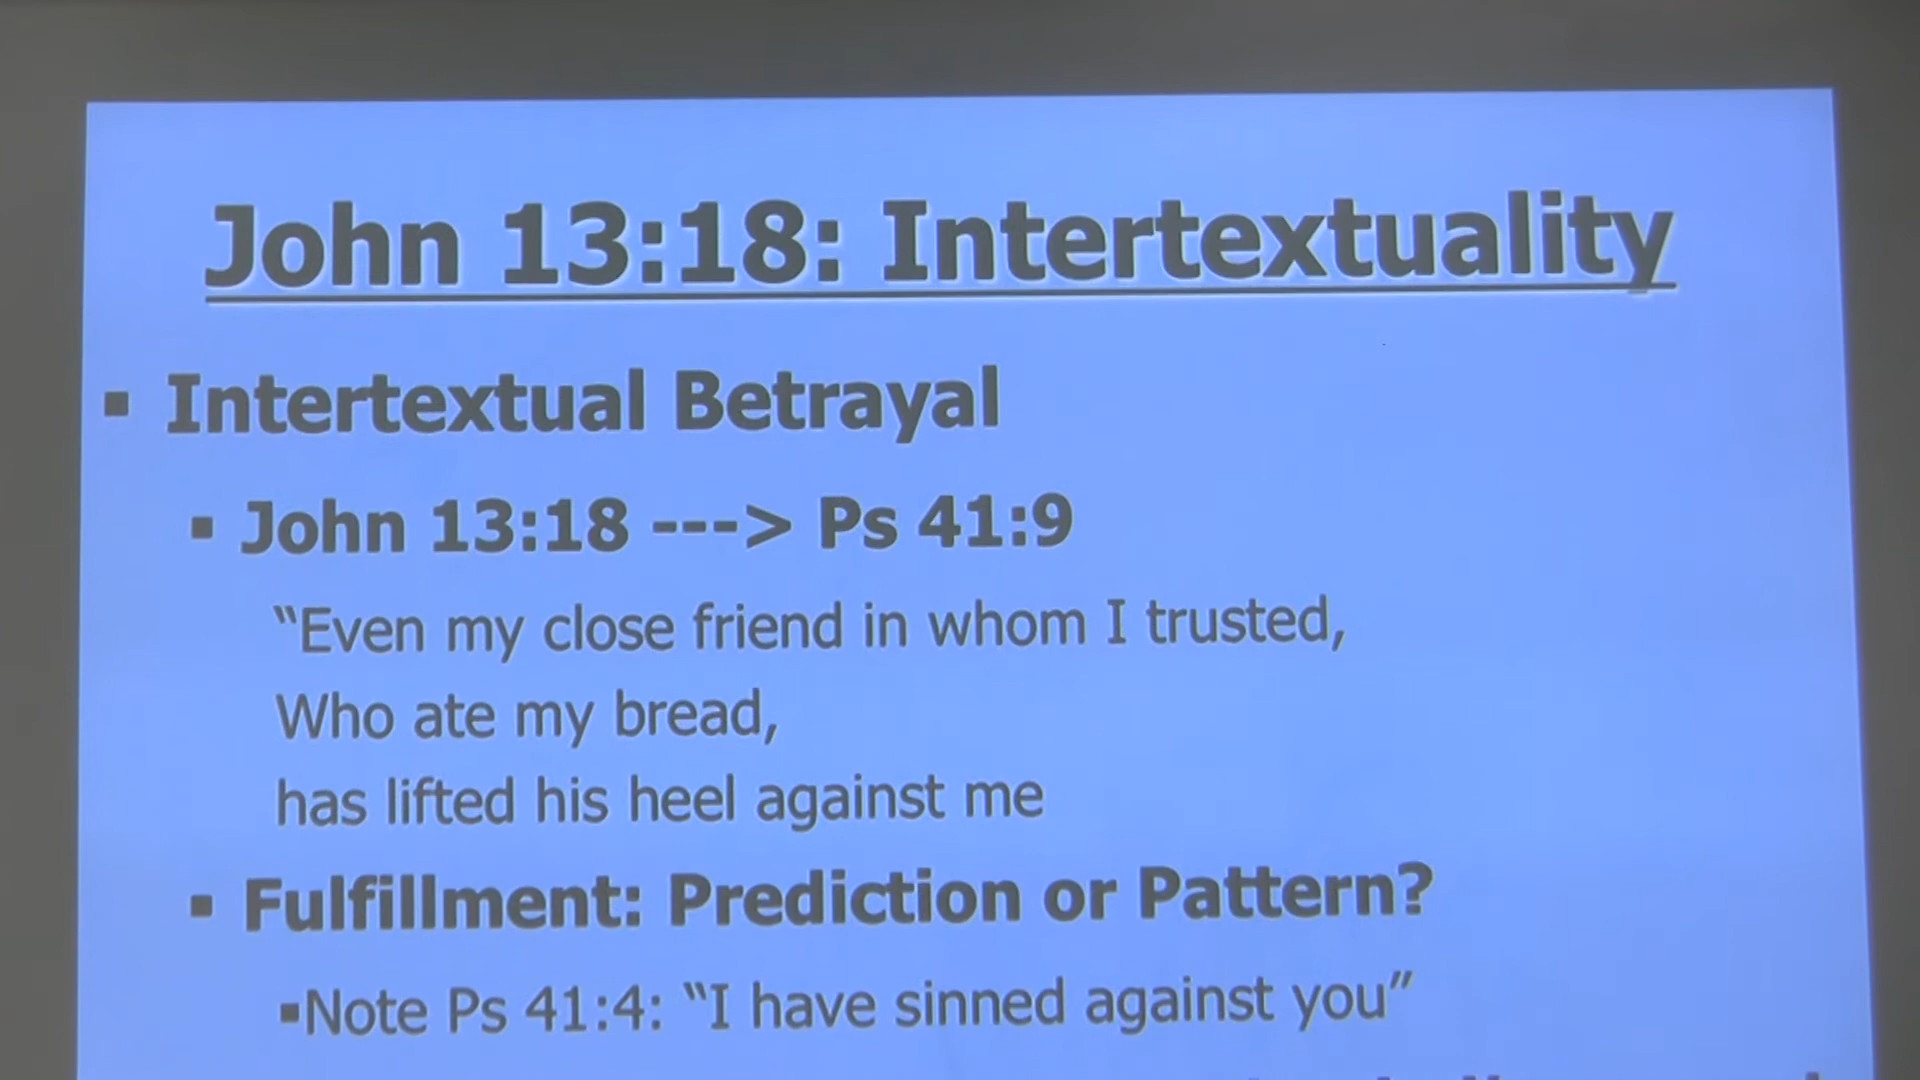 John 13:18: Intertextuality
▪ Intertextual Betrayal
▪ John 13:18 ---> Ps 41:9
“Even my close friend in whom I trusted,
Who ate my bread,
has lifted his heel against me
▪ Fulfillment: Prediction or Pattern?
▪Note Ps 41:4: “I have sinned against you”